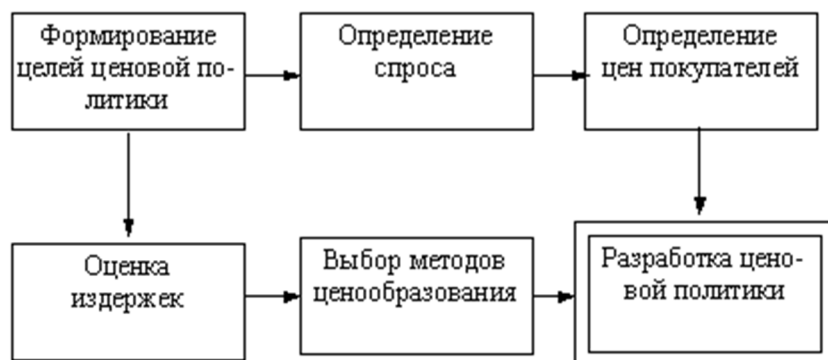 Формирование
целей ценовой по-
литики
Определение
спроса
Определение
цен покупателей
Оценка
издержек
Выбор методов
ценообразования
Разработка цено-
вой политики